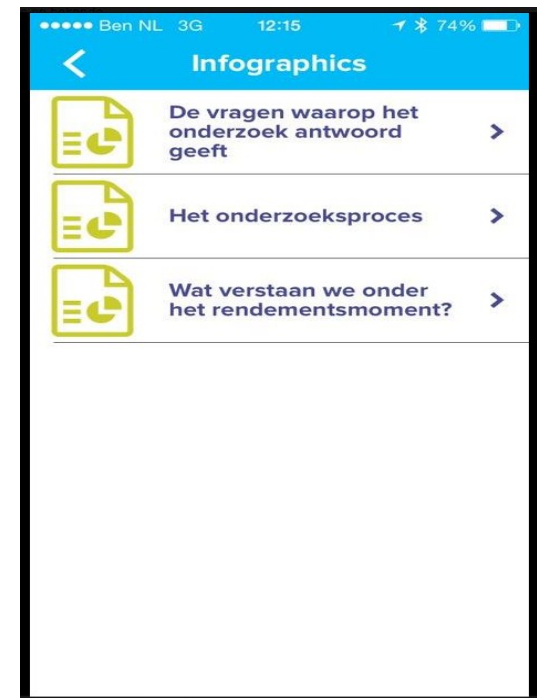 Ben NL 3G 12:15 74%
Infographics
De vragen waarop het
onderzoek antwoord
geeft
Het onderzoeksproces
Wat verstaan we onder
het rendementsmoment?